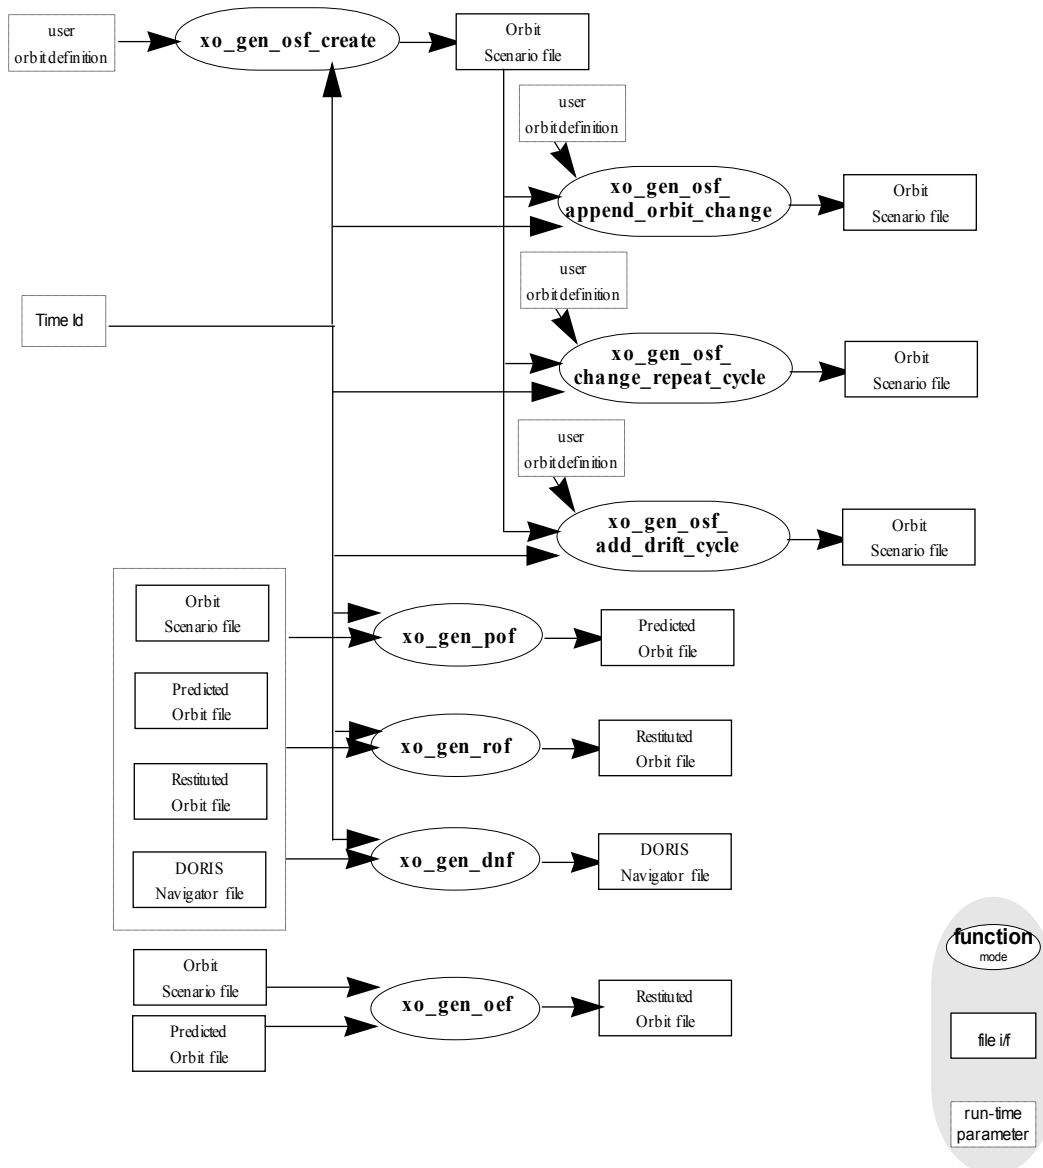 user
orbit definition
xo_gen_osf_create
Orbit
Scenario file
user
orbit definition
xo_gen_osf_
append_orbit_change
Orbit
Scenario file
user
orbit definition
Time Id
xo_gen_osf_
change_repeat_cycle
Orbit
Scenario file
user
orbit definition
xo_gen_osf_
add_drift_cycle
Orbit
Scenario file
Orbit
Scenario file
xo_gen_pof
Predicted
Orbit file
Predicted
Orbit file
xo_gen_rof
Restituted
Orbit file
Restituted
Orbit file
xo_gen_dnf
DORIS
Navigator file
DORIS
Navigator file
Orbit
Scenario file
xo_gen_oef
Restituted
Orbit file
Predicted
Orbit file
function
mode
file i/f
run-time
parameter